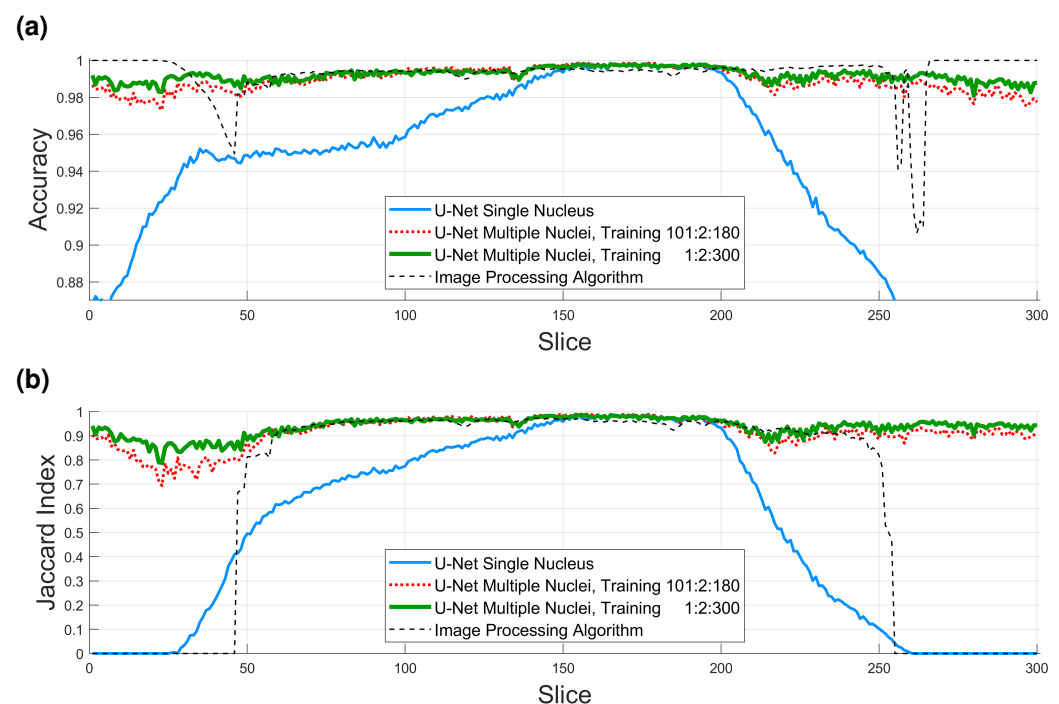 (a)
1
0.98
0.96
0.94
0.92
0.9
0.88
Accuracy
U-Net Single Nucleus
U-Net Multiple Nuclei, Training 101:2:180
U-Net Multiple Nuclei, Training 1:2:300
Image Processing Algorithm
0 50 100 150 200 250 300
Slice
(b)
1
0.9
0.8
0.7
0.6
0.5
0.4
0.3
0.2
0.1
0
Jaccard Index
U-Net Single Nucleus
U-Net Multiple Nuclei, Training 101:2:180
U-Net Multiple Nuclei, Training 1:2:300
Image Processing Algorithm
0 50 100 150 200 250 300
Slice